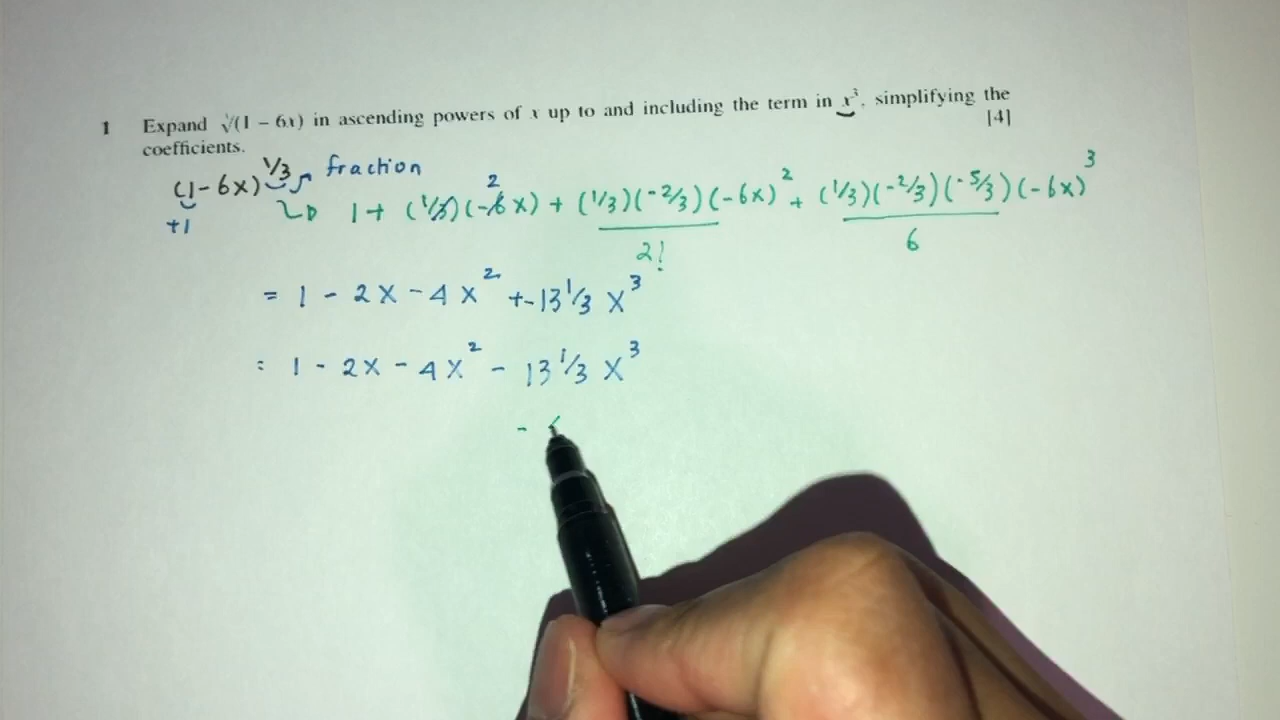 1 Expand ∛(1 − 6x) in ascending powers of x up to and including the term in x³, simplifying the
coefficients. [4]
(1-6x)^1/3 → fraction
+1 ↳ 1 + (1/3)(-6x) 2 + (1/3)(-2/3)(-6x)² + (1/3)(-2/3)(-5/3)(-6x)³
2! 6
= 1 - 2x - 4x² + -13 1/3 x³
= 1 - 2x - 4x² - 13 1/3 x³
-